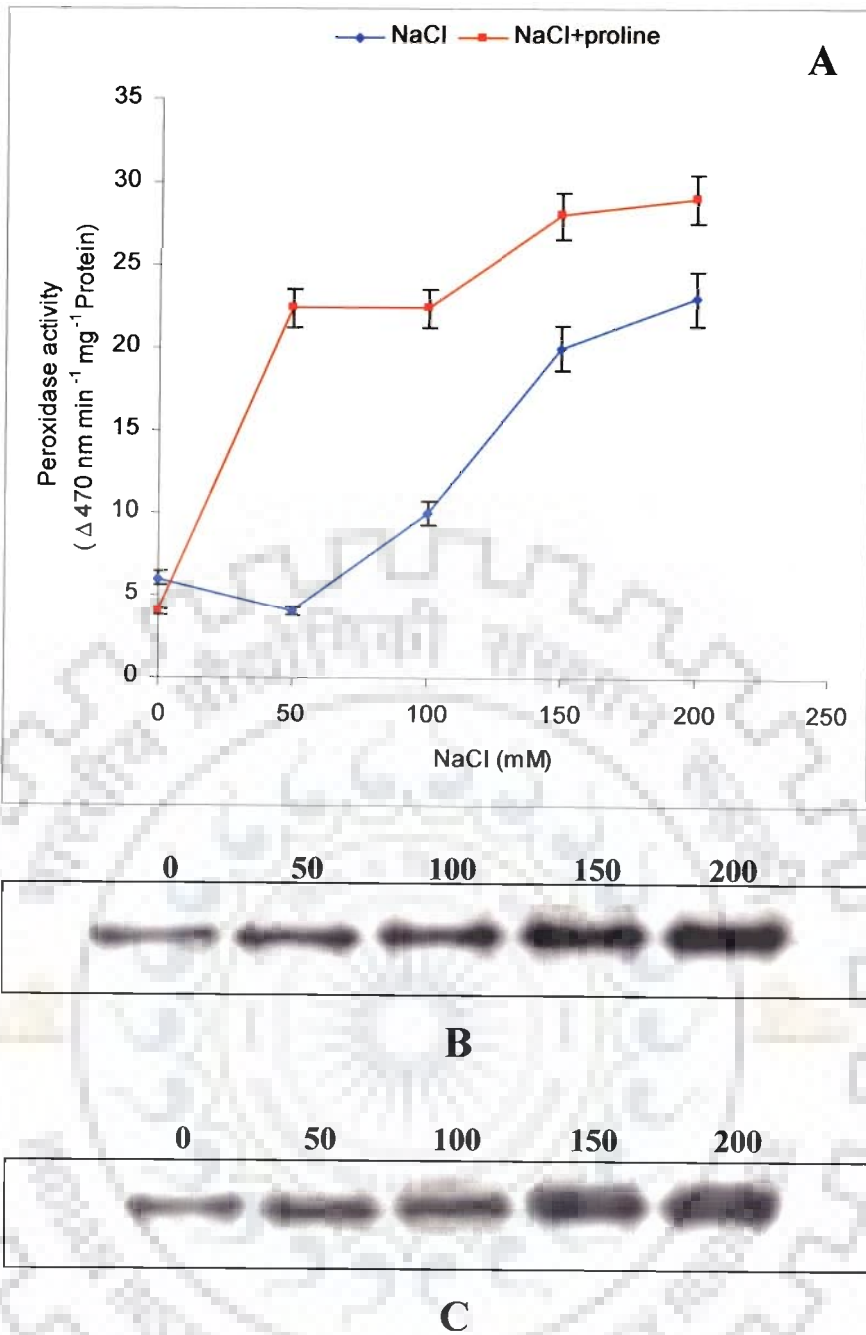 NaCl NaCl+proline
A
35
30
25
20
15
10
5
0
Peroxidase activity
( Δ 470 nm min -1 mg -1 Protein)
0 50 100 150 200 250
NaCl (mM)
0 50 100 150 200
B
0 50 100 150 200
C